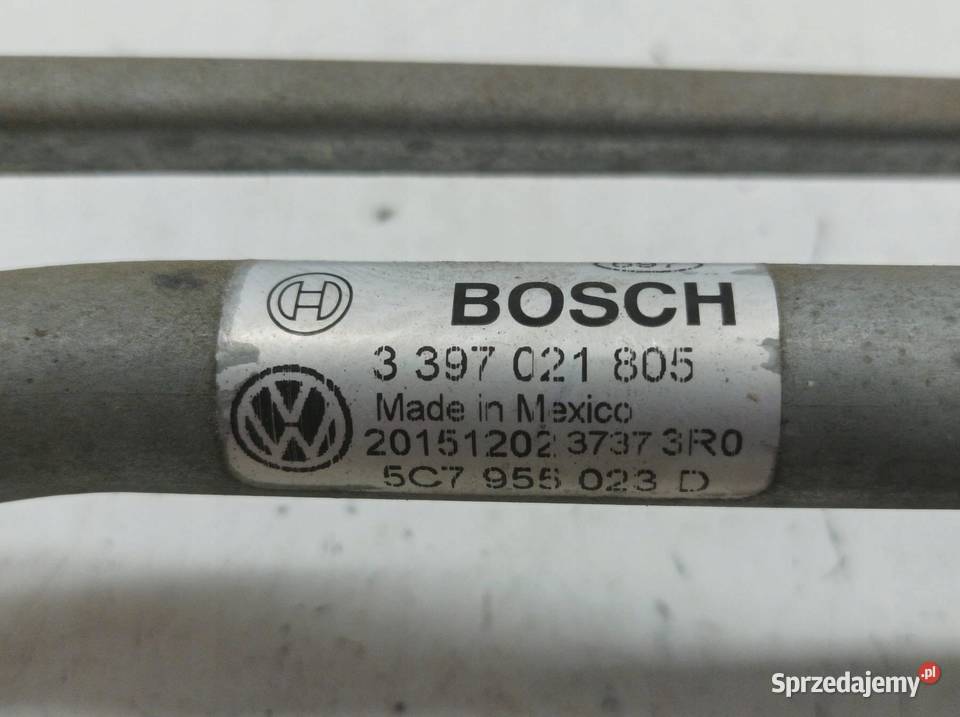 BOSCH
3 397 021 805
Made in Mexico
20151202 3737 3R0
5C7 955 023 D
Sprzedajemy.pl